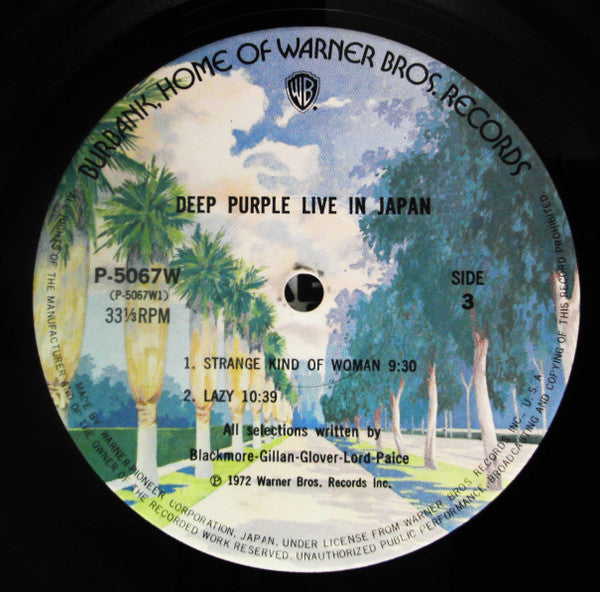 BURBANK, HOME OF WARNER BROS. RECORDS
WB
DEEP PURPLE LIVE IN JAPAN
P-5067W
(P-5067W1)
33⅓RPM
SIDE
3
1. STRANGE KIND OF WOMAN 9:30
2. LAZY 10:39
All selections written by
Blackmore-Gillan-Glover-Lord-Paice
℗ 1972 Warner Bros. Records Inc.
MADE BY WARNER-PIONEER CORPORATION, JAPAN, UNDER LICENSE FROM WARNER BROS RECORDS INC., U.S.A.
OF THE MANUFACTURER AND OF THE OWNER OF THE RECORDED WORK RESERVED. UNAUTHORIZED PUBLIC PERFORMANCE BROADCASTING AND COPYING OF THIS RECORD PROHIBITED